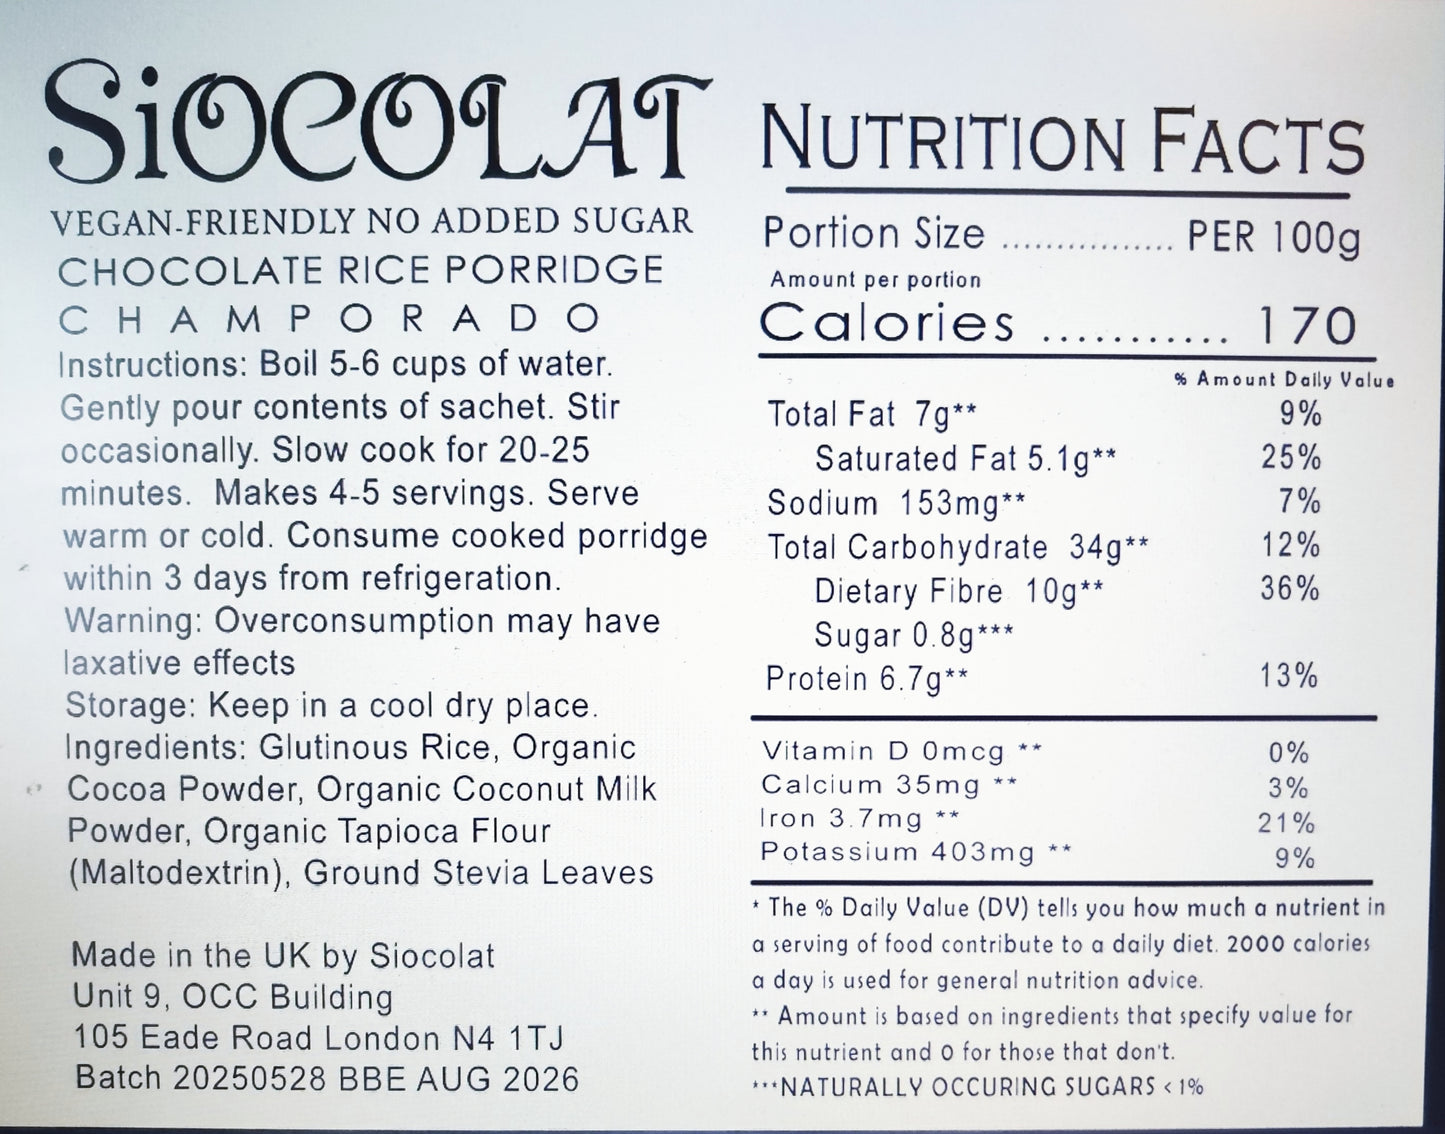 SiOCOLAT
VEGAN-FRIENDLY NO ADDED SUGAR
CHOCOLATE RICE PORRIDGE
CHAMPORADO
Instructions: Boil 5-6 cups of water.
Gently pour contents of sachet. Stir
occasionally. Slow cook for 20-25
minutes. Makes 4-5 servings. Serve
warm or cold. Consume cooked porridge
within 3 days from refrigeration.
Warning: Overconsumption may have
laxative effects
Storage: Keep in a cool dry place.
Ingredients: Glutinous Rice, Organic
Cocoa Powder, Organic Coconut Milk
Powder, Organic Tapioca Flour
(Maltodextrin), Ground Stevia Leaves
Made in the UK by Siocolat
Unit 9, OCC Building
105 Eade Road London N4 1TJ
Batch 20250528 BBE AUG 2026
NUTRITION FACTS
Portion Size ................ PER 100g
Amount per portion
Calories ........... 170
% Amount Daily Value
Total Fat 7g** 9%
Saturated Fat 5.1g** 25%
Sodium 153mg** 7%
Total Carbohydrate 34g** 12%
Dietary Fibre 10g** 36%
Sugar 0.8g***
Protein 6.7g** 13%
Vitamin D 0mcg ** 0%
Calcium 35mg ** 3%
Iron 3.7mg ** 21%
Potassium 403mg ** 9%
* The % Daily Value (DV) tells you how much a nutrient in
a serving of food contribute to a daily diet. 2000 calories
a day is used for general nutrition advice.
** Amount is based on ingredients that specify value for
this nutrient and 0 for those that don't.
***NATURALLY OCCURING SUGARS < 1%